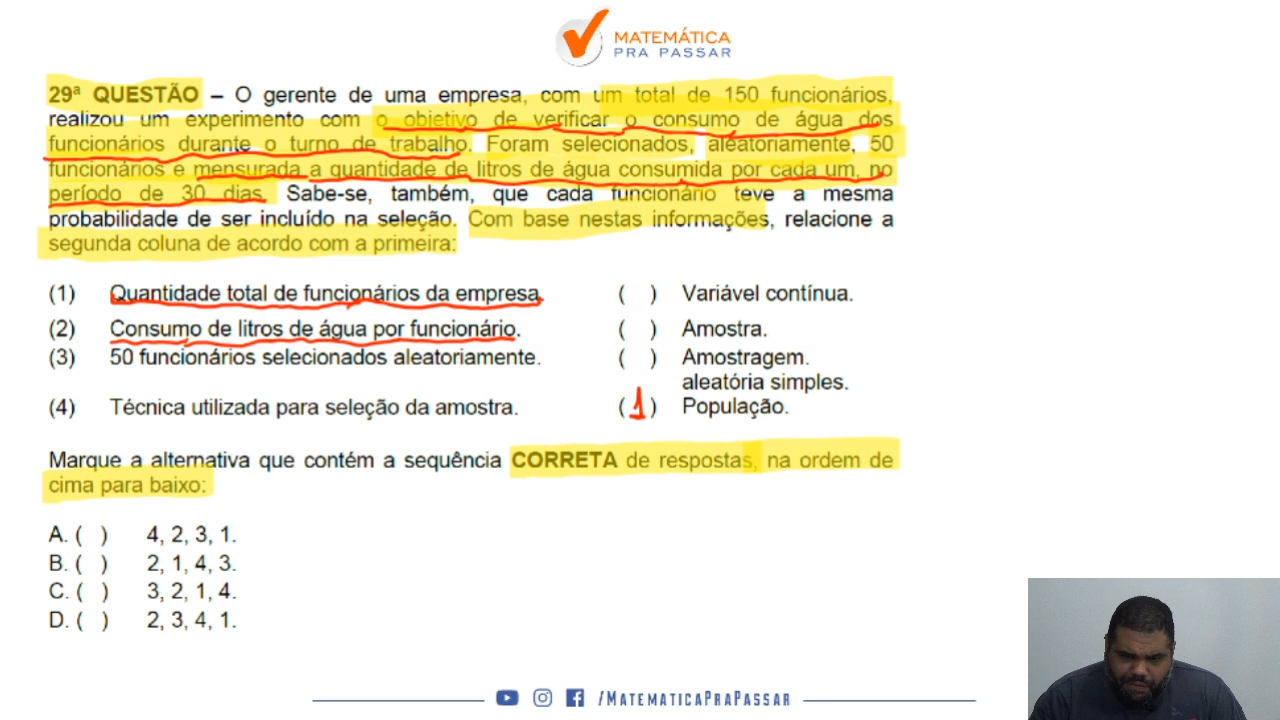 MATEMÁTICA
PRA PASSAR
29ª QUESTÃO – O gerente de uma empresa, com um total de 150 funcionários,
realizou um experimento com o objetivo de verificar o consumo de água dos
funcionários durante o turno de trabalho. Foram selecionados, aleatoriamente, 50
funcionários e mensurada a quantidade de litros de água consumida por cada um, no
período de 30 dias. Sabe-se, também, que cada funcionário teve a mesma
probabilidade de ser incluído na seleção. Com base nestas informações, relacione a
segunda coluna de acordo com a primeira:
(1) Quantidade total de funcionários da empresa. ( ) Variável contínua.
(2) Consumo de litros de água por funcionário. ( ) Amostra.
(3) 50 funcionários selecionados aleatoriamente. ( ) Amostragem.
aleatória simples.
(4) Técnica utilizada para seleção da amostra. (1) População.
Marque a alternativa que contém a sequência CORRETA de respostas, na ordem de
cima para baixo:
A. ( ) 4, 2, 3, 1.
B. ( ) 2, 1, 4, 3.
C. ( ) 3, 2, 1, 4.
D. ( ) 2, 3, 4, 1.
/MATEMATICAPRAPASSAR